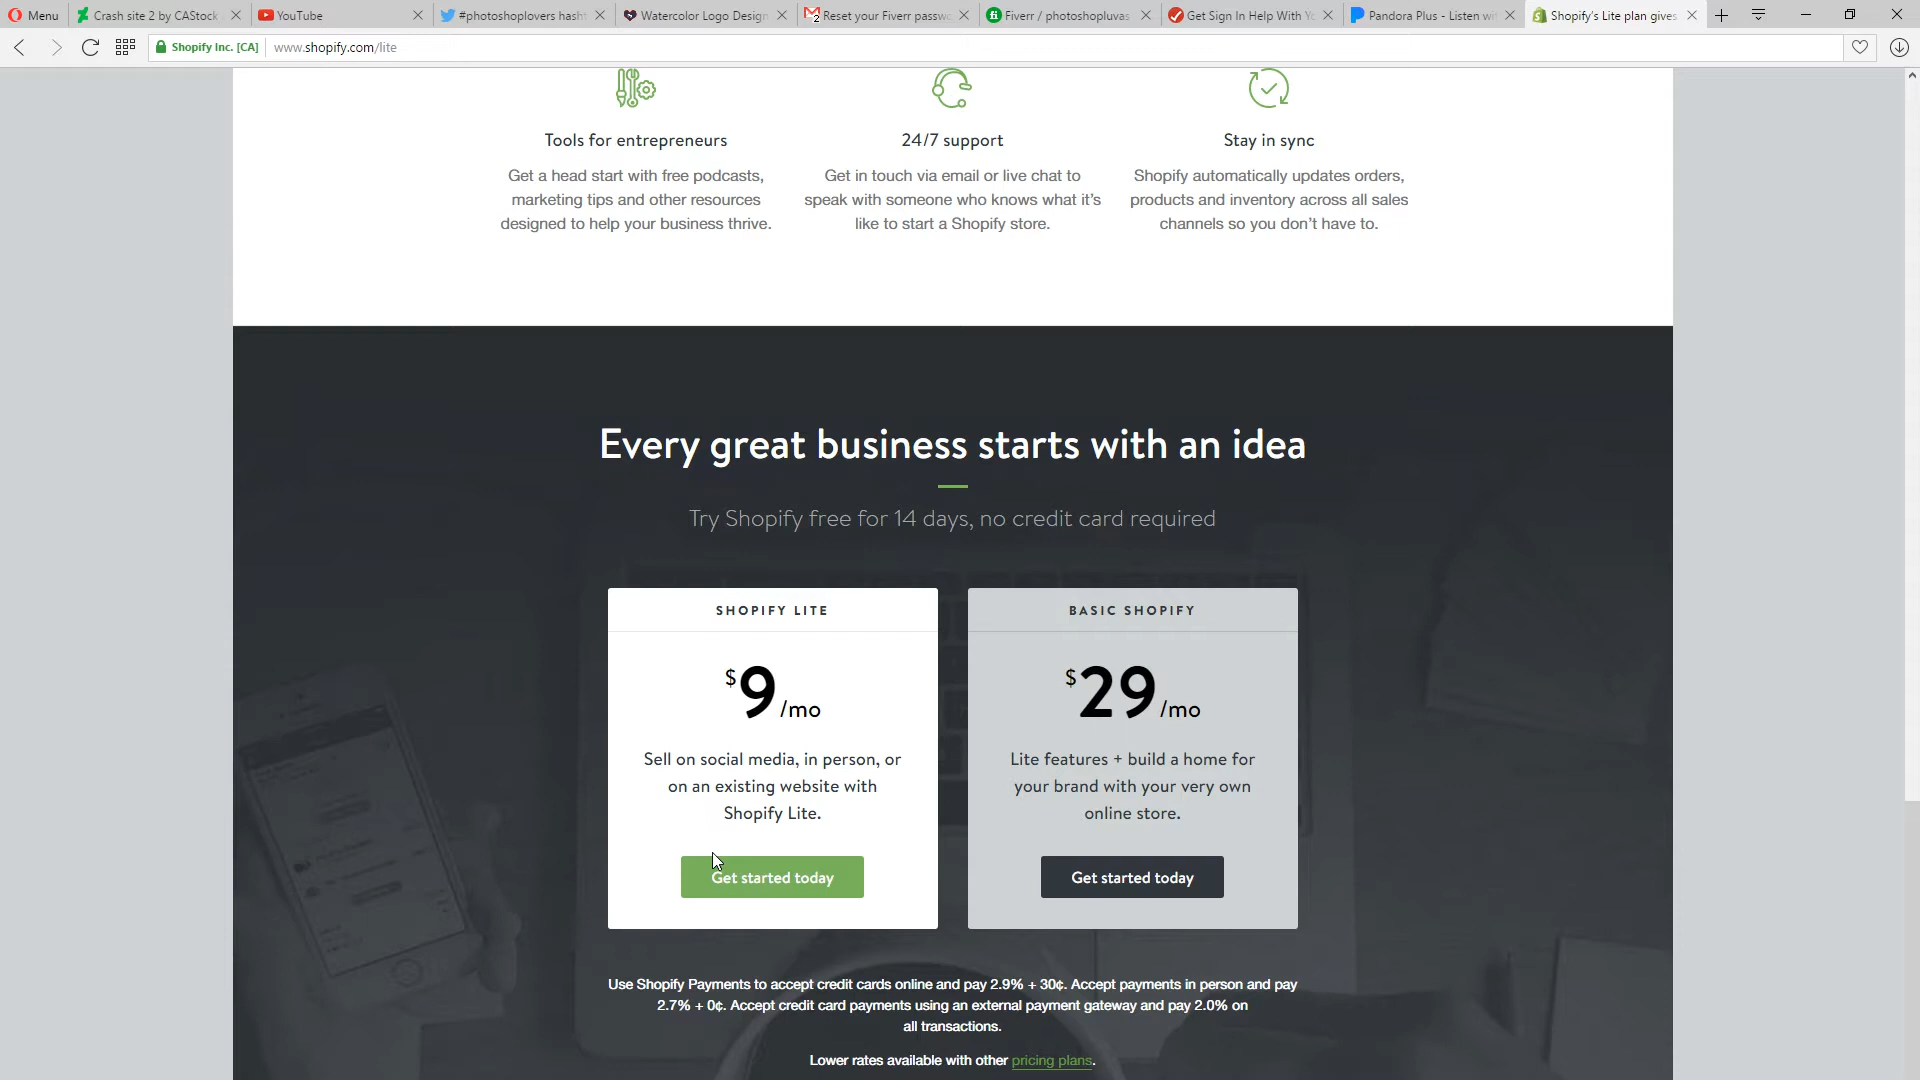 Menu
Crash site 2 by CAStock
YouTube
#photoshoplovers hasht
Watercolor Logo Design
Reset your Fiverr passwo
Fiverr / photoshopluvas
Get Sign In Help With Yo
Pandora Plus - Listen wit
Shopify's Lite plan gives
Shopify Inc. [CA]
www.shopify.com/lite
Tools for entrepreneurs
Get a head start with free podcasts,
marketing tips and other resources
designed to help your business thrive.
24/7 support
Get in touch via email or live chat to
speak with someone who knows what it's
like to start a Shopify store.
Stay in sync
Shopify automatically updates orders,
products and inventory across all sales
channels so you don't have to.
Every great business starts with an idea
Try Shopify free for 14 days, no credit card required
SHOPIFY LITE
$9/mo
Sell on social media, in person, or
on an existing website with
Shopify Lite.
Get started today
BASIC SHOPIFY
$29/mo
Lite features + build a home for
your brand with your very own
online store.
Get started today
Use Shopify Payments to accept credit cards online and pay 2.9% + 30¢. Accept payments in person and pay
2.7% + 0¢. Accept credit card payments using an external payment gateway and pay 2.0% on
all transactions.
Lower rates available with other pricing plans.